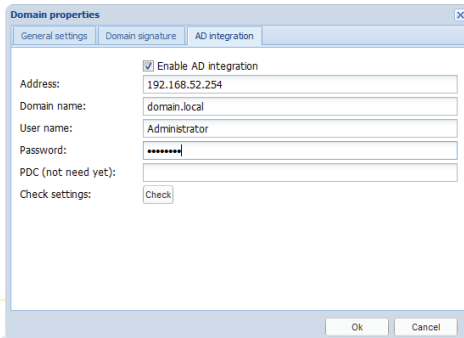 Domain properties
General settings Domain signature AD integration
Enable AD integration
Address: 192.168.52.254
Domain name: domain.local
User name: Administrator
Password: ••••••••
PDC (not need yet):
Check settings: Check
Ok Cancel